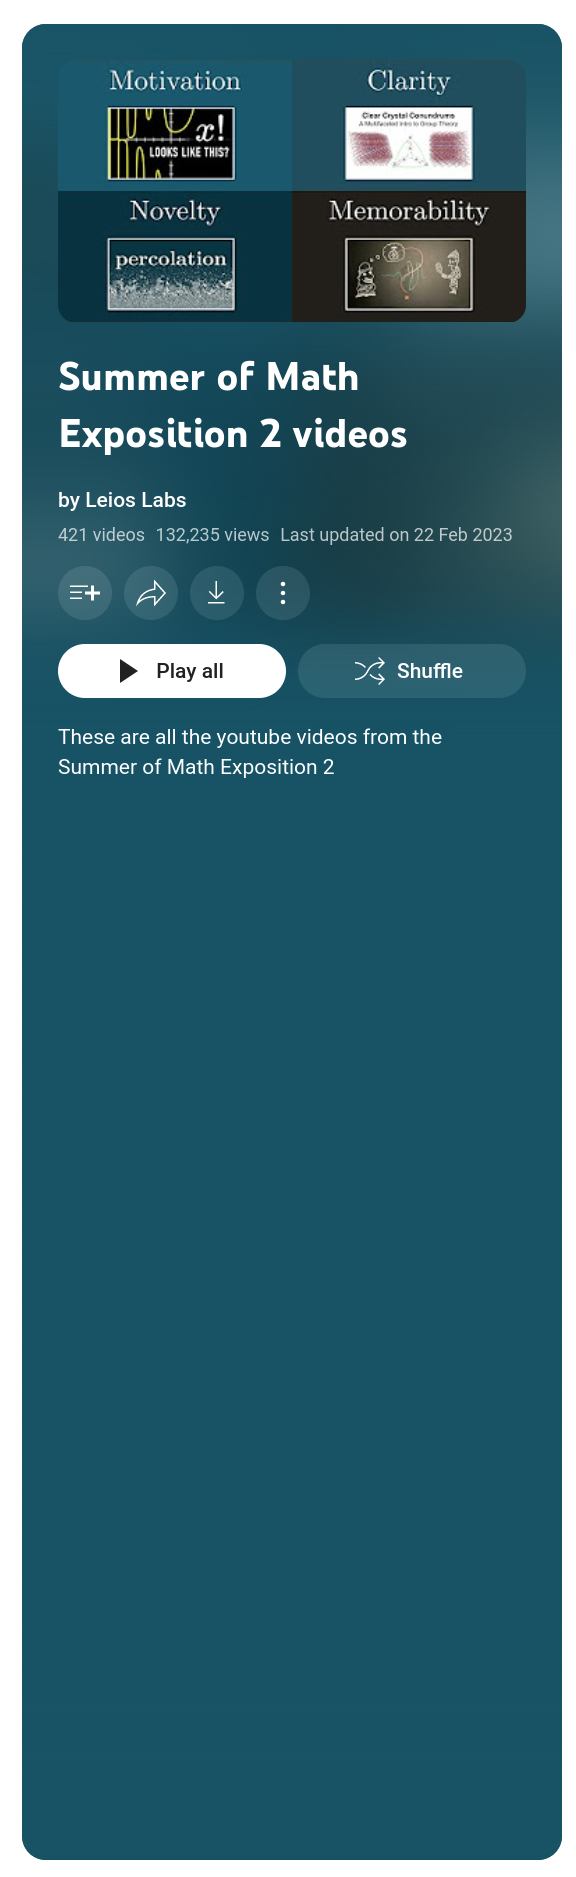 Motivation
x!
LOOKS LIKE THIS?
Clarity
Clear Crystal Conundrums
A Multifaceted Intro to Group Theory
Novelty
percolation
Memorability
Summer of Math
Exposition 2 videos
by Leios Labs
421 videos 132,235 views Last updated on 22 Feb 2023
Play all
Shuffle
These are all the youtube videos from the
Summer of Math Exposition 2